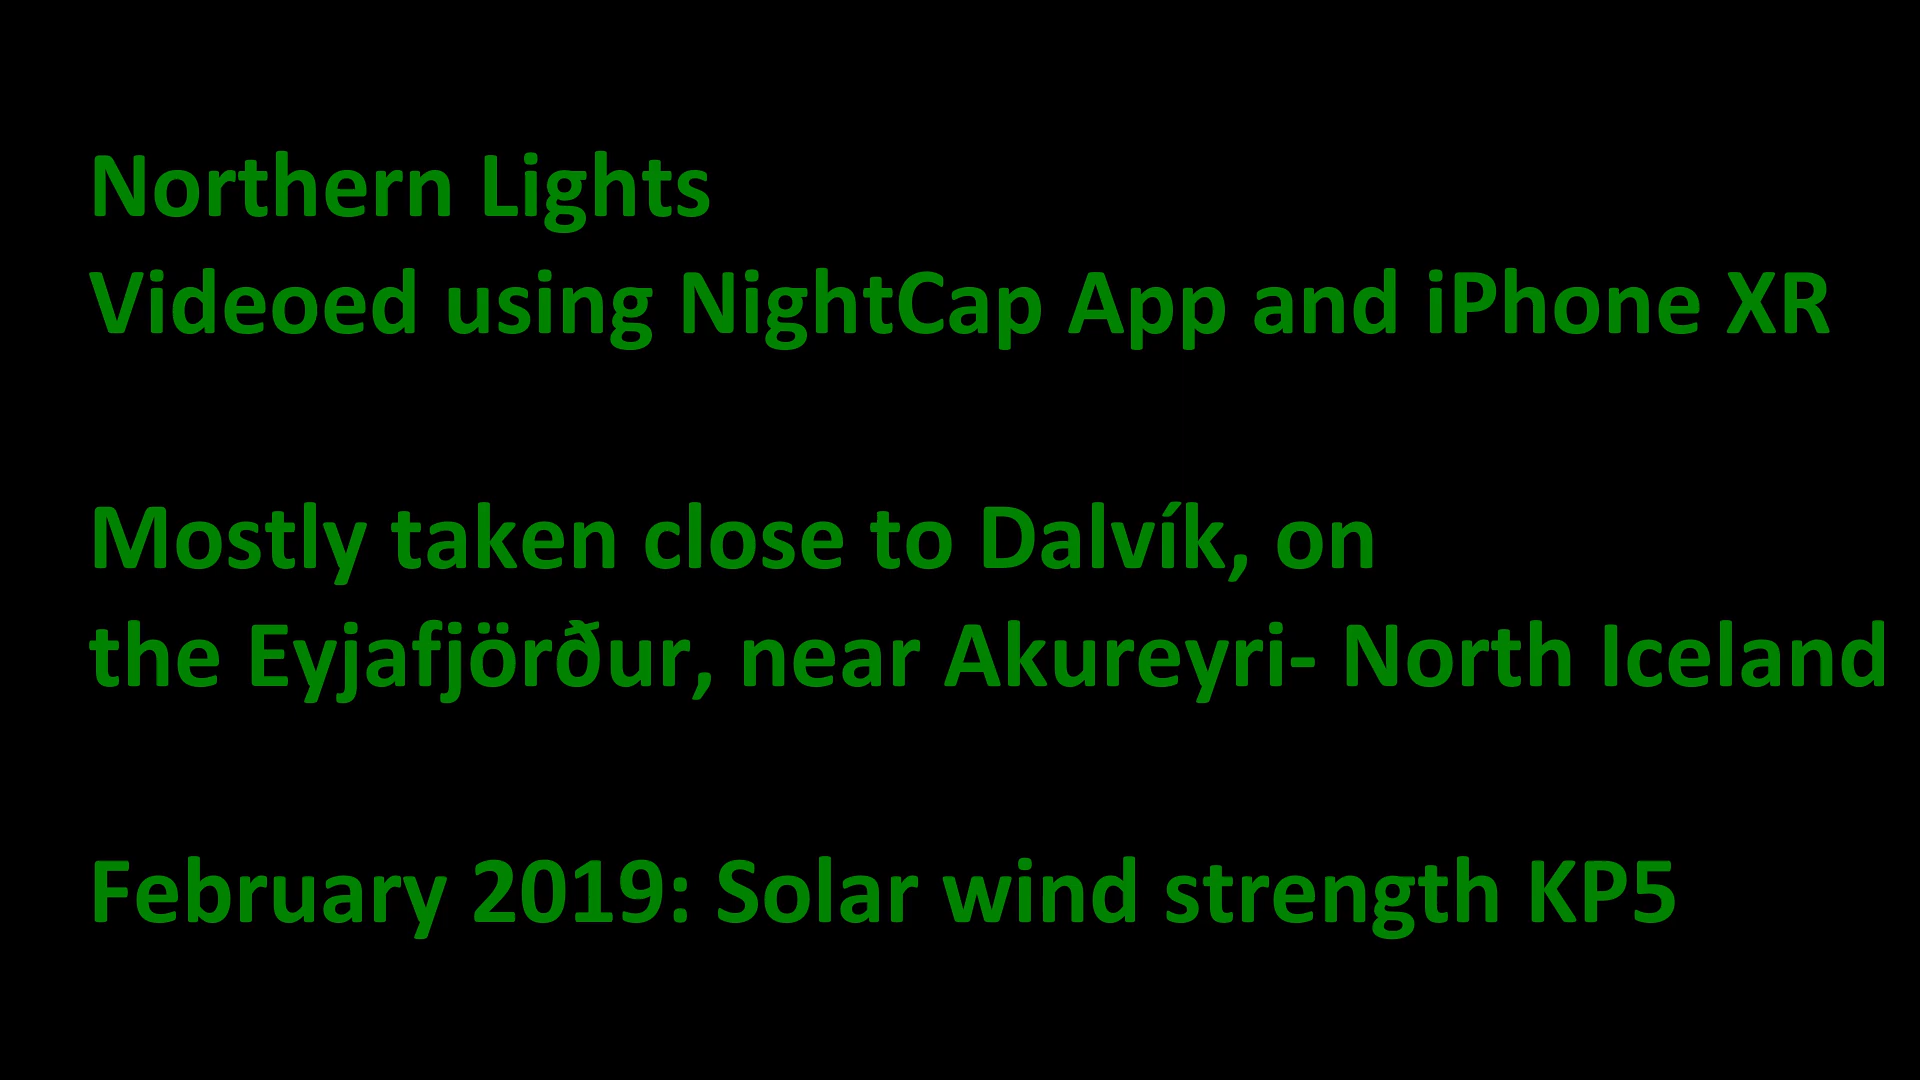 Northern Lights
Videoed using NightCap App and iPhone XR
Mostly taken close to Dalvík, on
the Eyjafjörður, near Akureyri- North Iceland
February 2019: Solar wind strength KP5